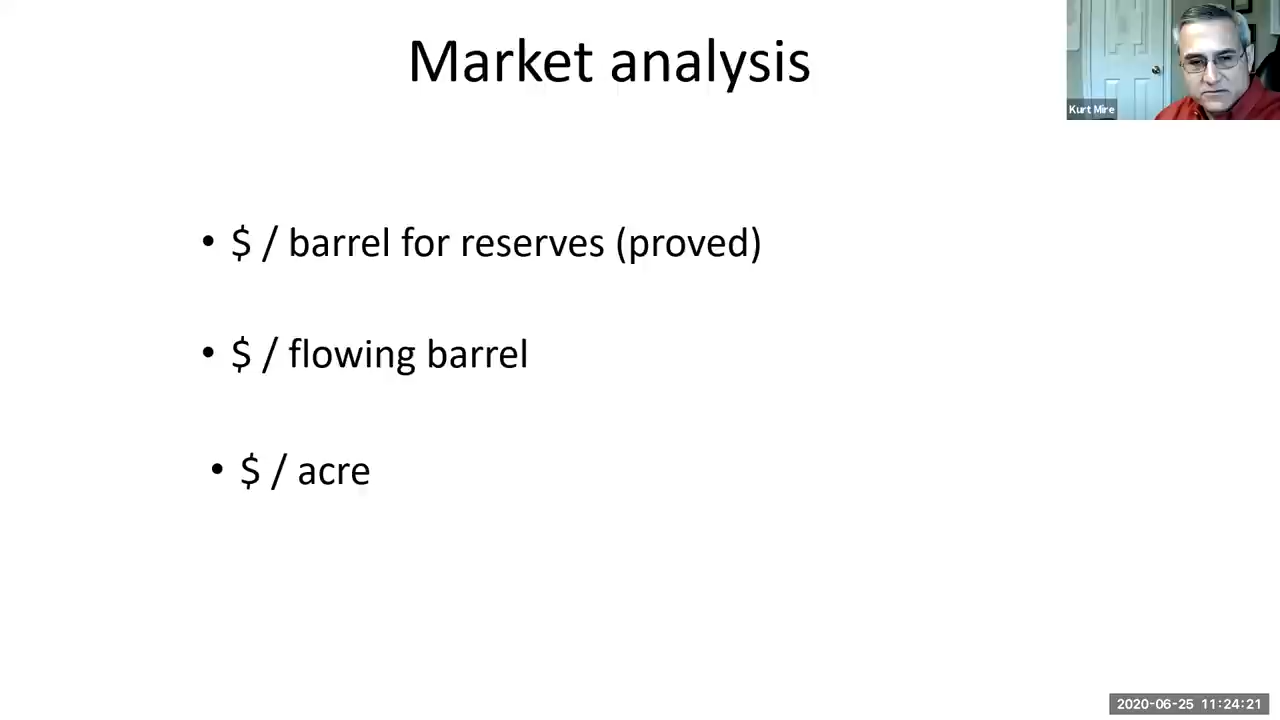 Market analysis
Kurt Mire
• $ / barrel for reserves (proved)
• $ / flowing barrel
• $ / acre
2020-06-25 11:24:21